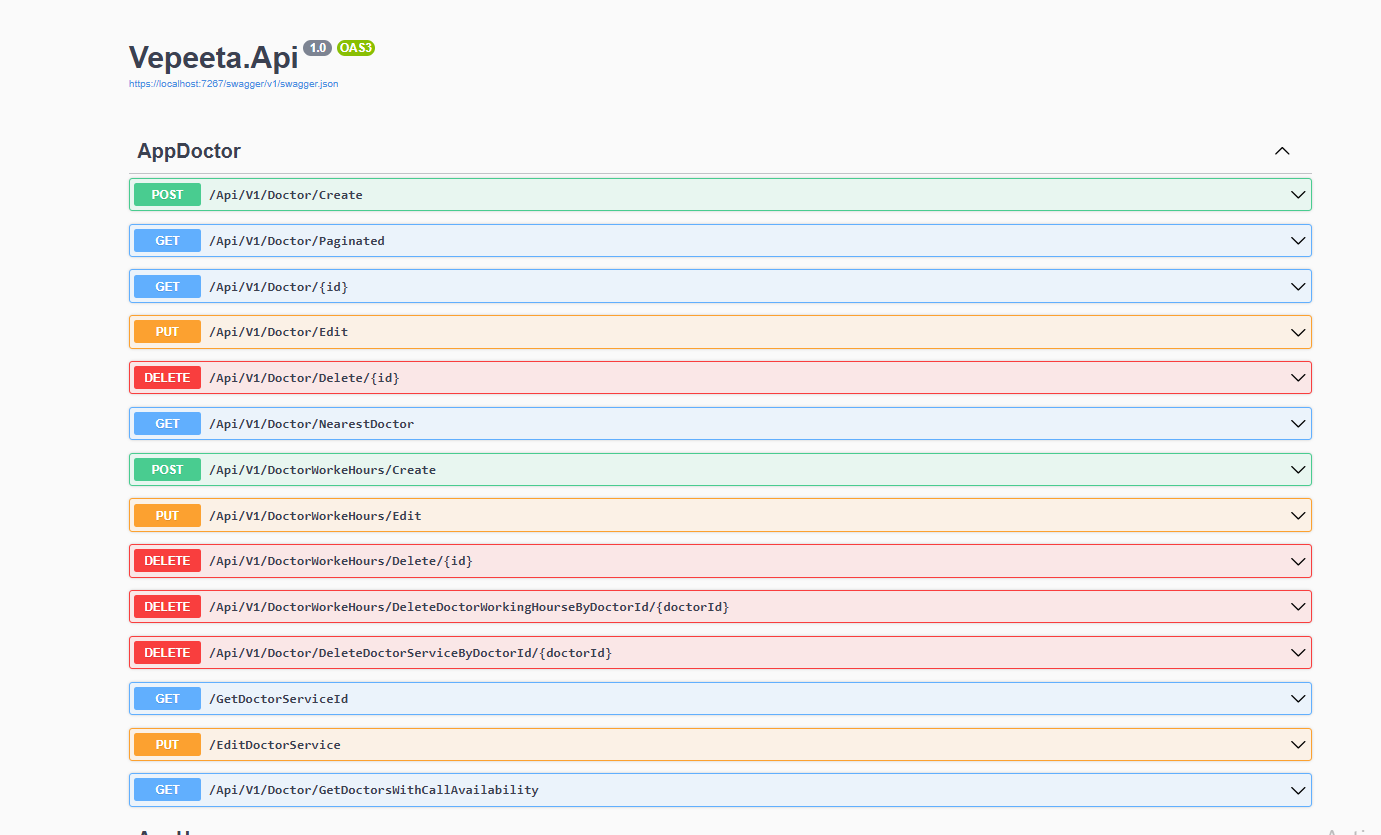 Vepeeta.Api 1.0 OAS3
https://localhost:7267/swagger/v1/swagger.json
AppDoctor
POST /Api/V1/Doctor/Create
GET /Api/V1/Doctor/Paginated
GET /Api/V1/Doctor/{id}
PUT /Api/V1/Doctor/Edit
DELETE /Api/V1/Doctor/Delete/{id}
GET /Api/V1/Doctor/NearestDoctor
POST /Api/V1/DoctorWorkeHours/Create
PUT /Api/V1/DoctorWorkeHours/Edit
DELETE /Api/V1/DoctorWorkeHours/Delete/{id}
DELETE /Api/V1/DoctorWorkeHours/DeleteDoctorWorkingHourseByDoctorId/{doctorId}
DELETE /Api/V1/Doctor/DeleteDoctorServiceByDoctorId/{doctorId}
GET /GetDoctorServiceId
PUT /EditDoctorService
GET /Api/V1/Doctor/GetDoctorsWithCallAvailability